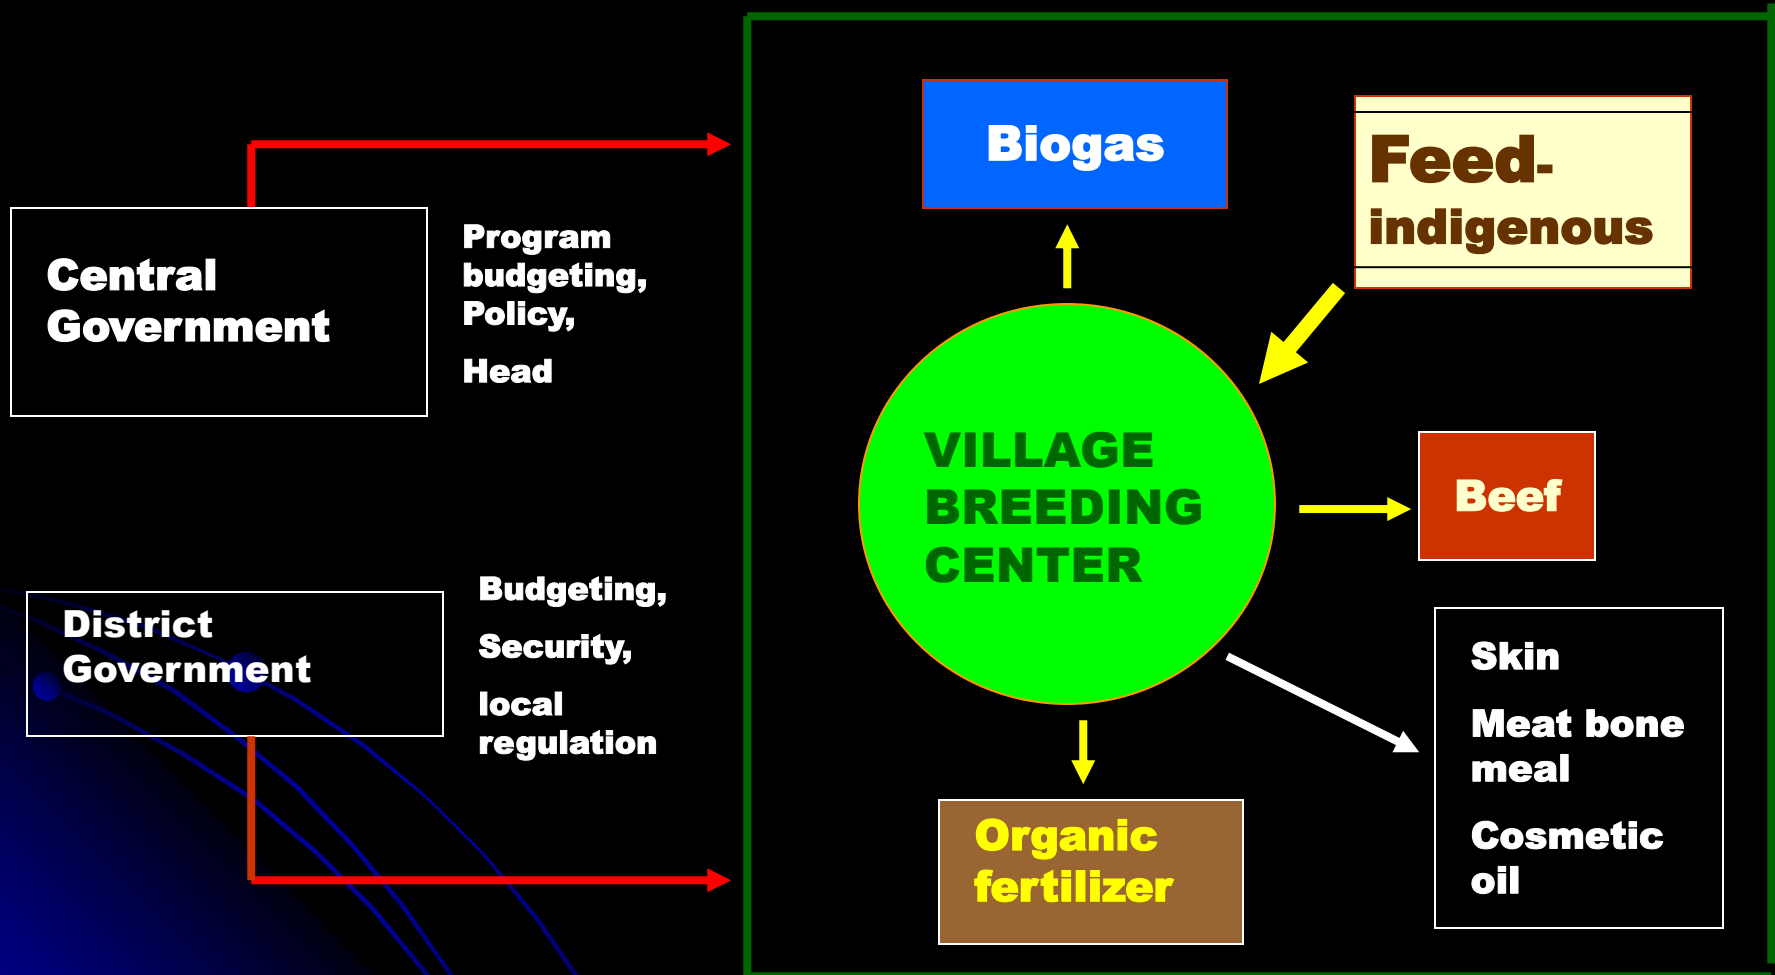 Central
Government
Program
budgeting,
Policy,
Head
District
Government
Budgeting,
Security,
local
regulation
Biogas
Feed-
indigenous
VILLAGE
BREEDING
CENTER
Beef
Skin
Meat bone
meal
Cosmetic
oil
Organic
fertilizer